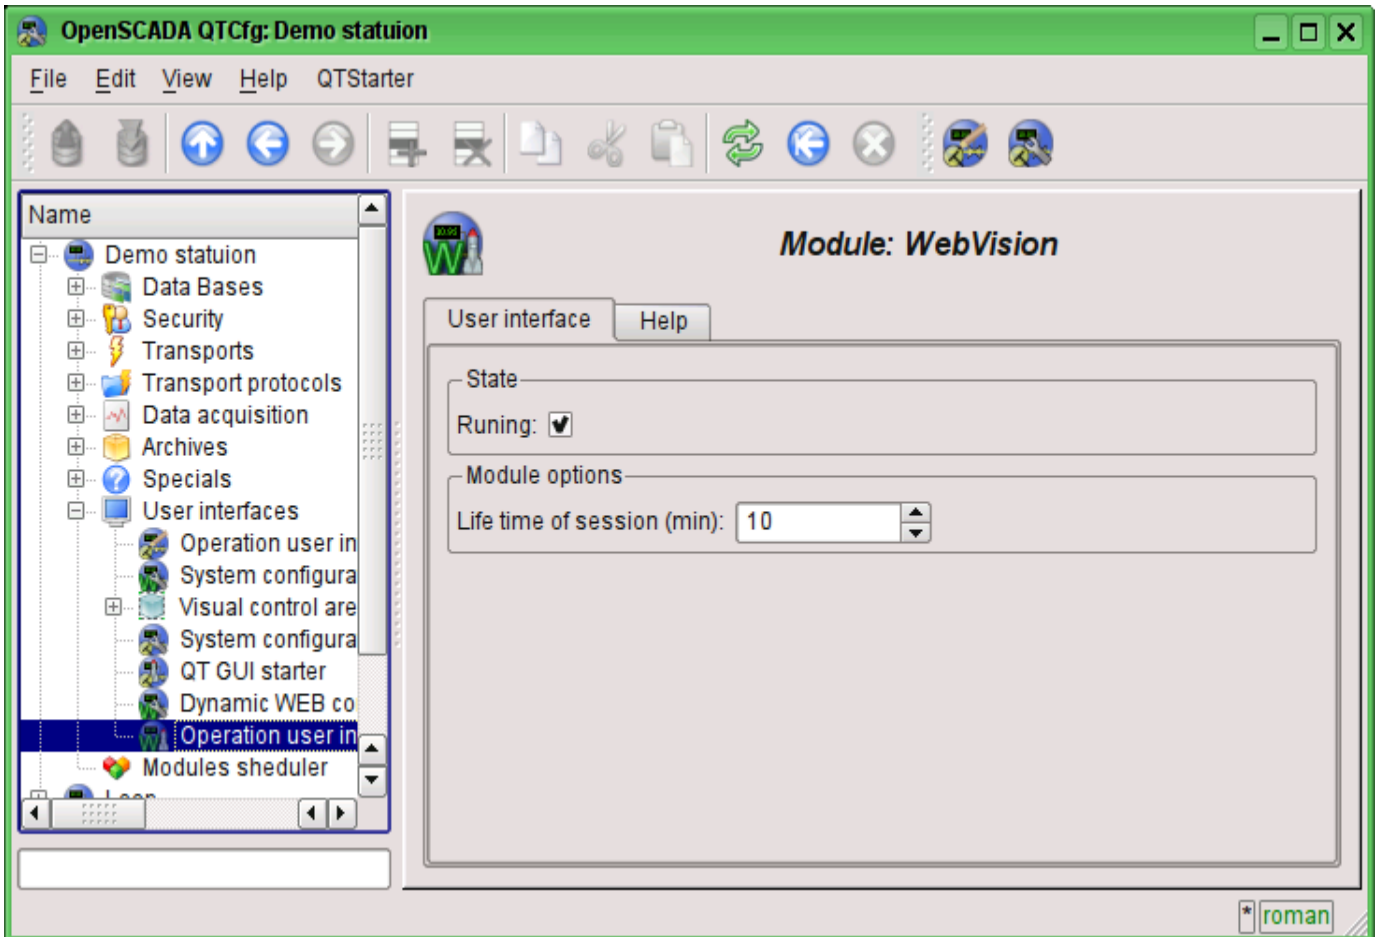 OpenSCADA QTCfg: Demo statuion
File Edit View Help QTStarter
Name
Demo statuion
Data Bases
Security
Transports
Transport protocols
Data acquisition
Archives
Specials
User interfaces
Operation user in
System configura
Visual control are
System configura
QT GUI starter
Dynamic WEB co
Operation user in
Modules sheduler
Loop
Module: WebVision
User interface Help
State
Runing:
Module options
Life time of session (min): 10
* roman